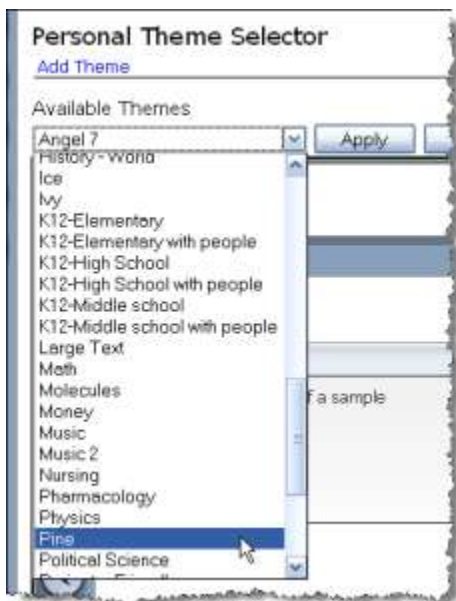 Personal Theme Selector
Add Theme
Available Themes
Angel 7
Apply
History - World
Ice
Ivy
K12-Elementary
K12-Elementary with people
K12-High School
K12-High School with people
K12-Middle school
K12-Middle school with people
Large Text
Math
Molecules
Money
f a sample
Music
Music 2
Nursing
Pharmacology
Physics
Pine
Political Science